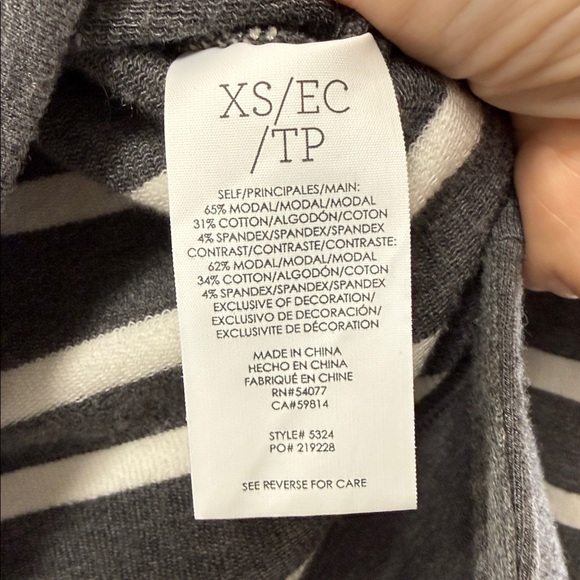 XS/EC
/TP
SELF/PRINCIPALES/MAIN:
65% MODAL/MODAL/MODAL
31% COTTON/ALGODÓN/COTON
4% SPANDEX/SPANDEX/SPANDEX
CONTRAST/CONTRASTE/CONTRASTE:
62% MODAL/MODAL/MODAL
34% COTTON/ALGODÓN/COTON
4% SPANDEX/SPANDEX/SPANDEX
EXCLUSIVE OF DECORATION/
EXCLUSIVO DE DECORACIÓN/
EXCLUSIVITE DE DÉCORATION
MADE IN CHINA
HECHO EN CHINA
FABRIQUÉ EN CHINE
RN#54077
CA#59814
STYLE# 5324
PO# 219228
SEE REVERSE FOR CARE